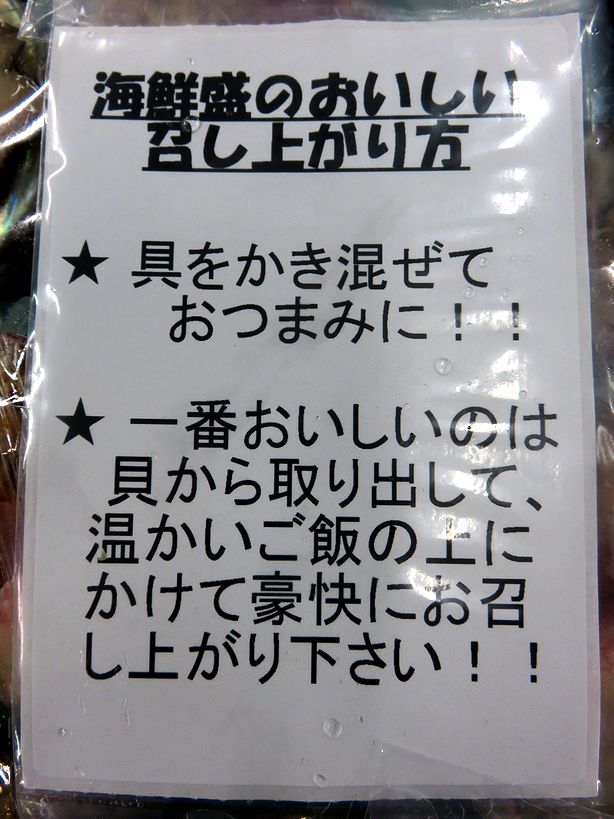 海鮮盛のおいしい
召し上がり方
★ 具をかき混ぜて
おつまみに！！
★ 一番おいしいのは
貝から取り出して、
温かいご飯の上に
かけて豪快にお召
し上がり下さい！！